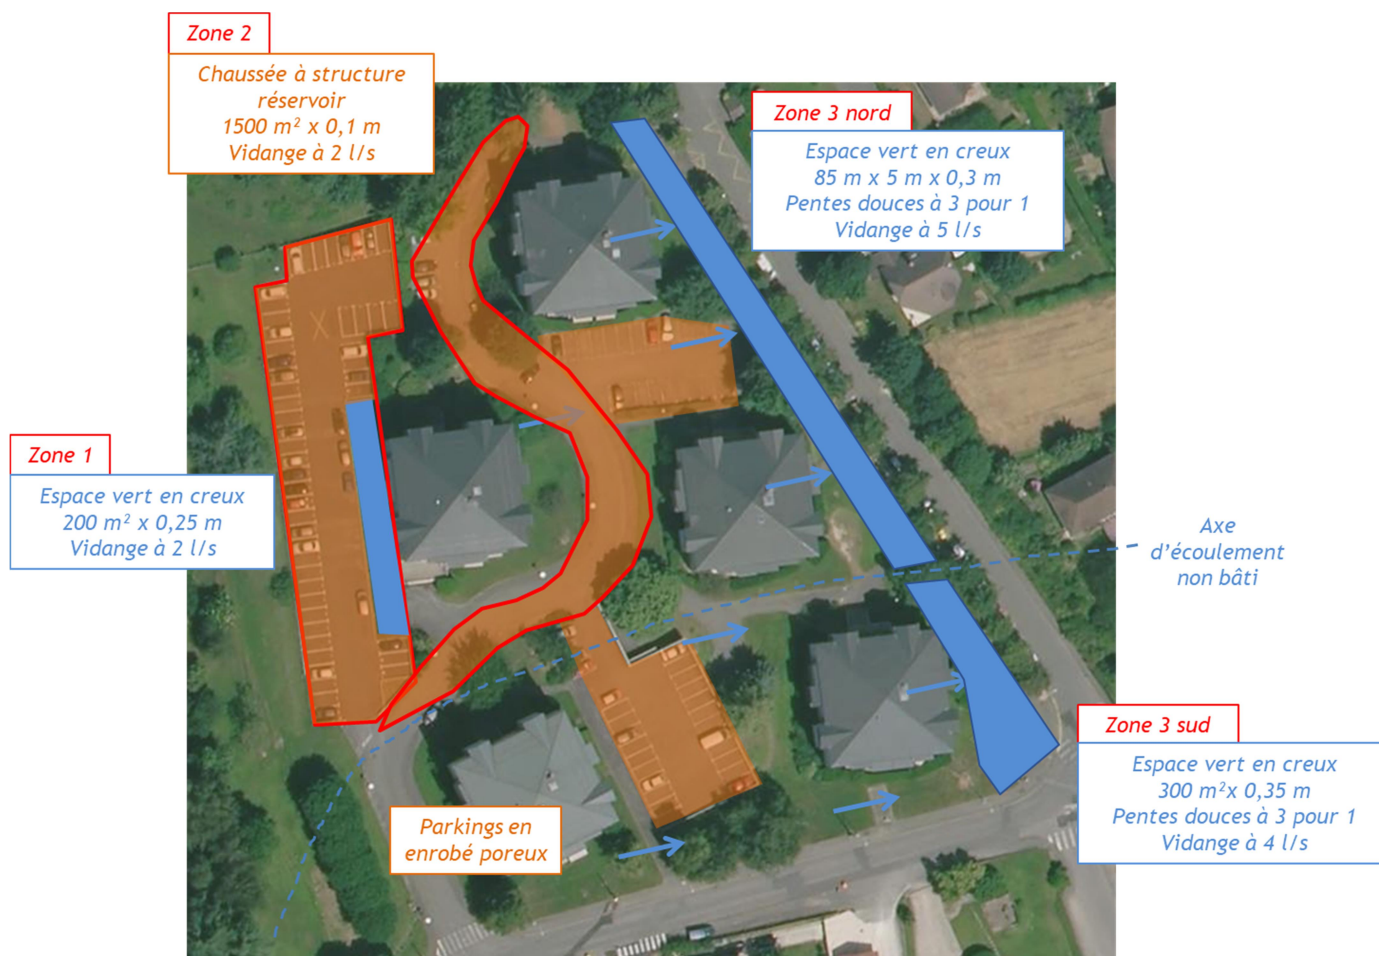 Zone 2
Chaussée à structure
réservoir
1500 m² x 0,1 m
Vidange à 2 l/s
Zone 3 nord
Espace vert en creux
85 m x 5 m x 0,3 m
Pentes douces à 3 pour 1
Vidange à 5 l/s
Zone 1
Espace vert en creux
200 m² x 0,25 m
Vidange à 2 l/s
Axe
d'écoulement
non bâti
Zone 3 sud
Espace vert en creux
300 m²x 0,35 m
Pentes douces à 3 pour 1
Vidange à 4 l/s
Parkings en
enrobé poreux